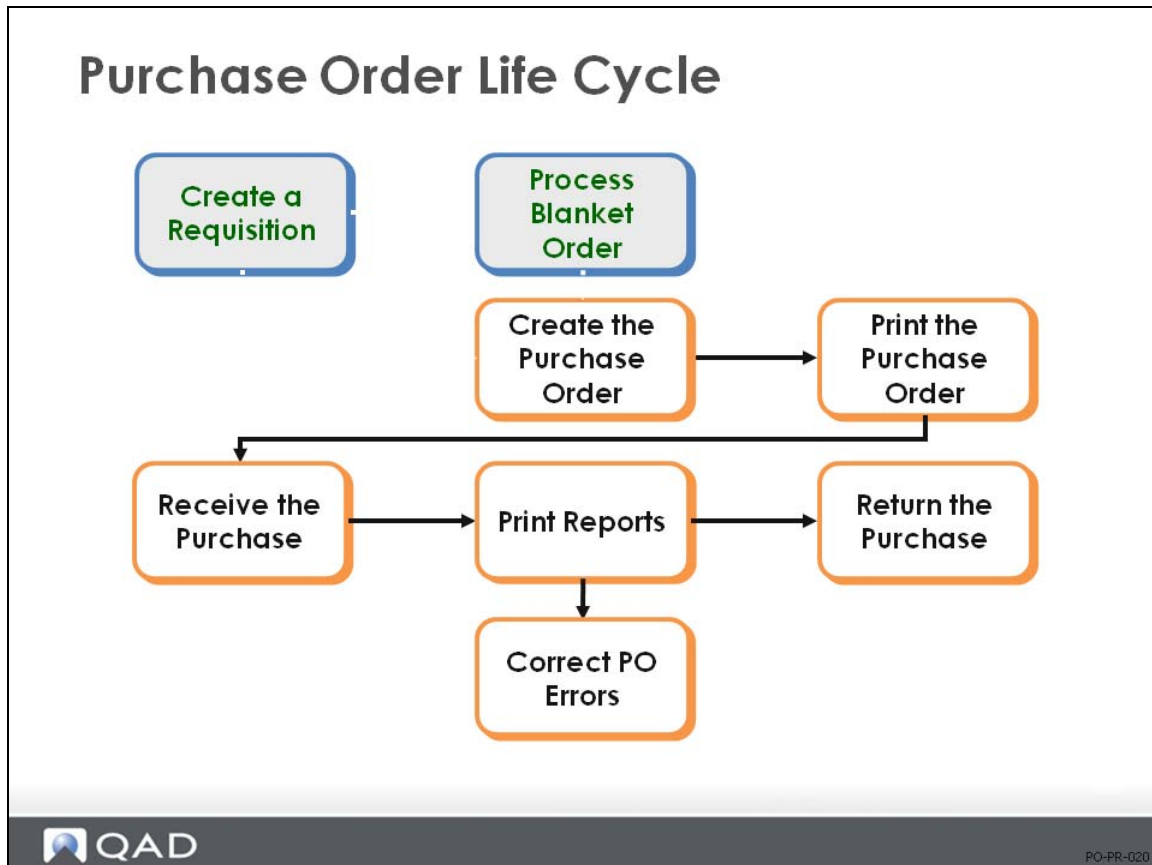 Purchase Order Life Cycle
Create a
Requisition
Process
Blanket
Order
Create the
Purchase
Order
Print the
Purchase
Order
Receive the
Purchase
Print Reports
Return the
Purchase
Correct PO
Errors
QAD
PO-PR-020